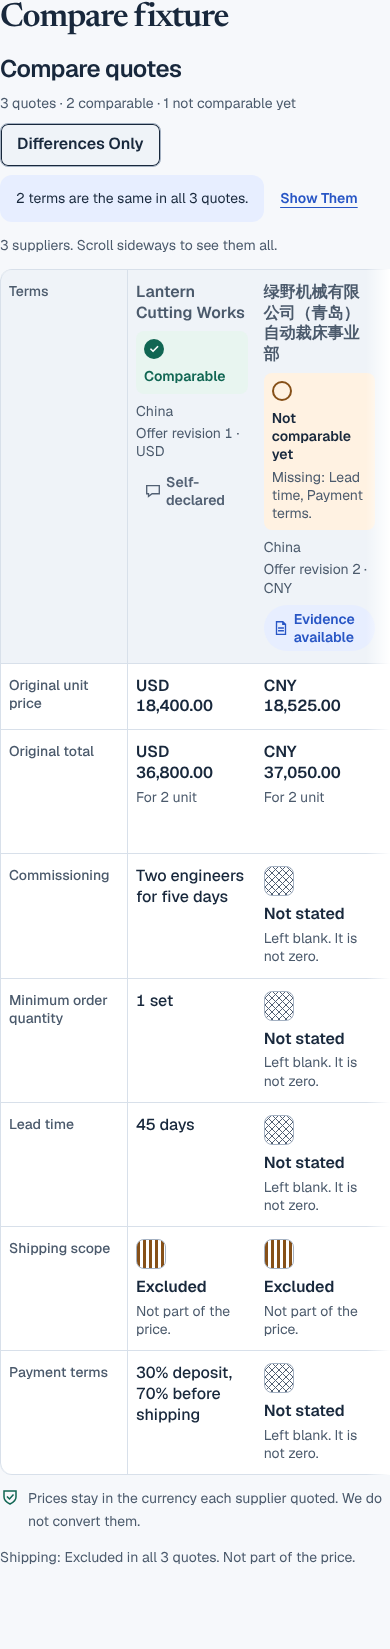 Compare fixture
Compare quotes
3 quotes · 2 comparable · 1 not comparable yet
Differences Only
2 terms are the same in all 3 quotes.
Show Them
3 suppliers. Scroll sideways to see them all.
Terms
Lantern
Cutting Works
Comparable
China
Offer revision 1 ·
USD
Self-
declared
绿野机械有限
公司（青岛）
自动裁床事业
部
Not
comparable
yet
Missing: Lead
time, Payment
terms.
China
Offer revision 2 ·
CNY
Evidence
available
Original unit
price
USD
18,400.00
CNY
18,525.00
Original total
USD
36,800.00
For 2 unit
CNY
37,050.00
For 2 unit
Commissioning
Two engineers
for five days
Not stated
Left blank. It is
not zero.
Minimum order
quantity
1 set
Not stated
Left blank. It is
not zero.
Lead time
45 days
Not stated
Left blank. It is
not zero.
Shipping scope
Excluded
Not part of the
price.
Excluded
Not part of the
price.
Payment terms
30% deposit,
70% before
shipping
Not stated
Left blank. It is
not zero.
Prices stay in the currency each supplier quoted. We do
not convert them.
Shipping: Excluded in all 3 quotes. Not part of the price.